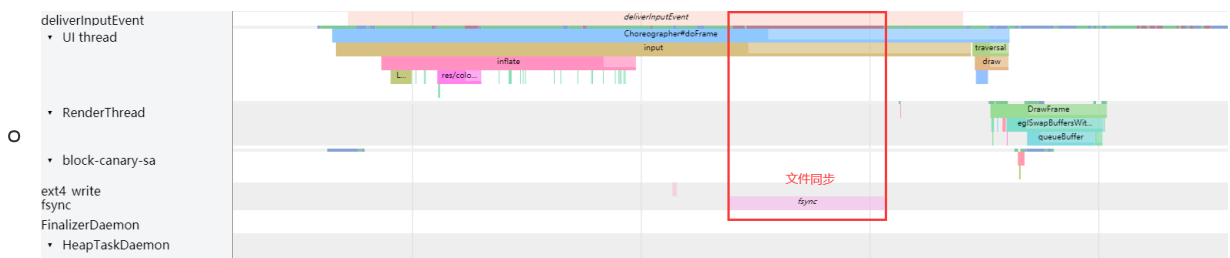 deliverInputEvent
deliverInputEvent
UI thread
Choreographer#doFrame
input
traversal
inflate
draw
L...
res/colo...
RenderThread
DrawFrame
eglSwapBuffersWit...
queueBuffer
block-canary-sa
文件同步
ext4 write
fsync
fsync
FinalizerDaemon
HeapTaskDaemon